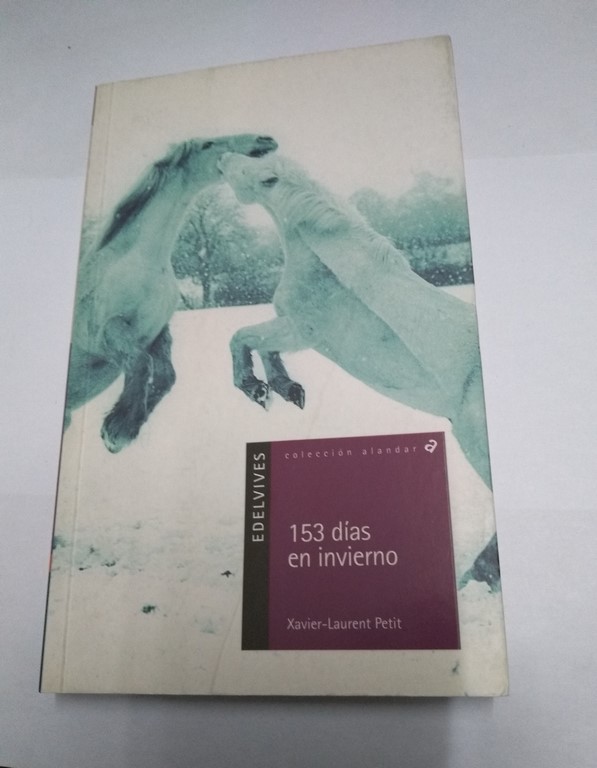 colección alandar a
EDELVIVES
153 días
en invierno
Xavier-Laurent Petit